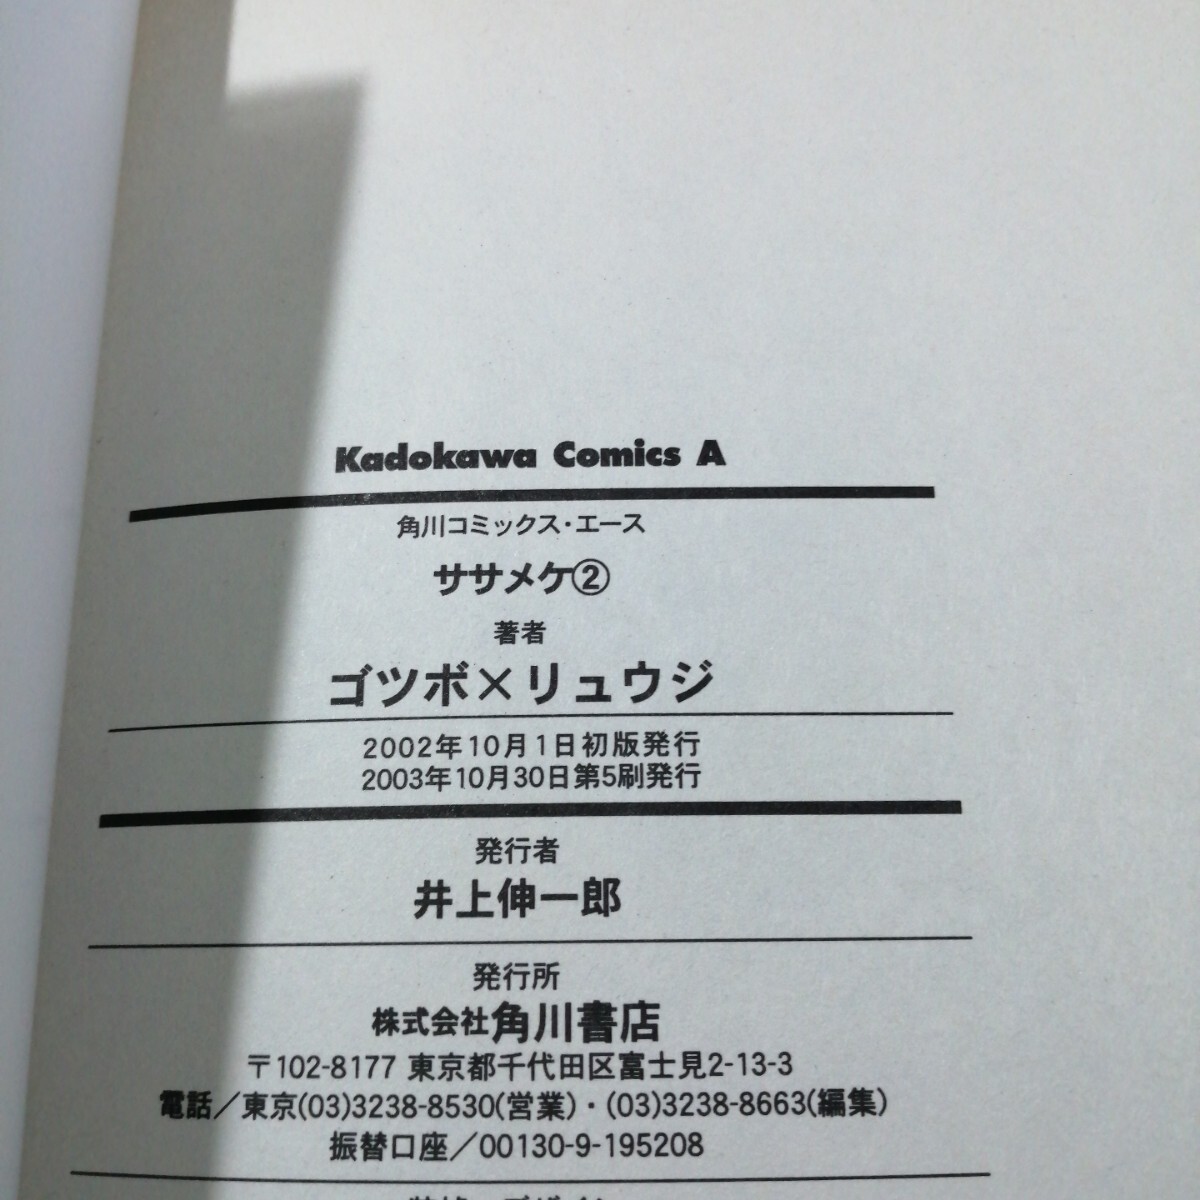 Kadokawa Comics A
角川コミックス・エース
ササメケ②
著者
ゴツボ×リュウジ
2002年10月1日初版発行
2003年10月30日第5刷発行
発行者
井上伸一郎
発行所
株式会社角川書店
〒102-8177 東京都千代田区富士見2-13-3
電話／東京(03)3238-8530(営業)・(03)3238-8663(編集)
振替口座／00130-9-195208